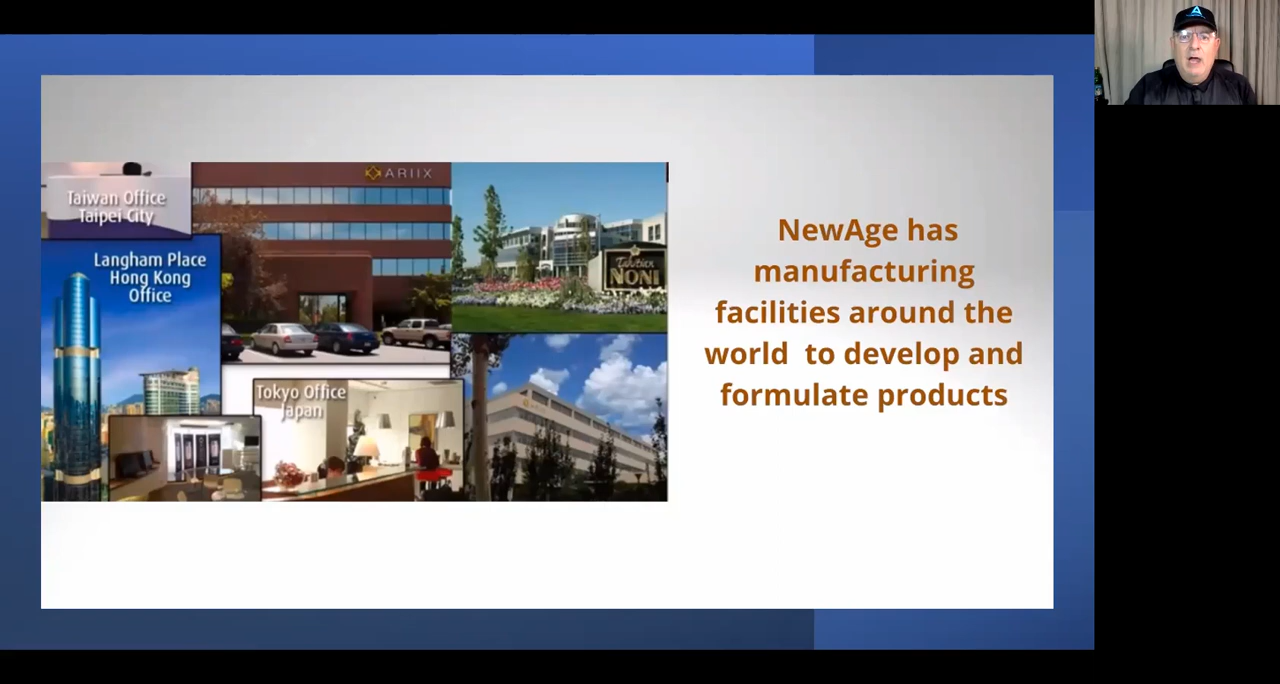 Taiwan Office
Taipei City
ARIIX
Langham Place
Hong Kong
Office
Tahitian
NONI
Tokyo Office
Japan
ARIIX
NewAge has
manufacturing
facilities around the
world to develop and
formulate products
A